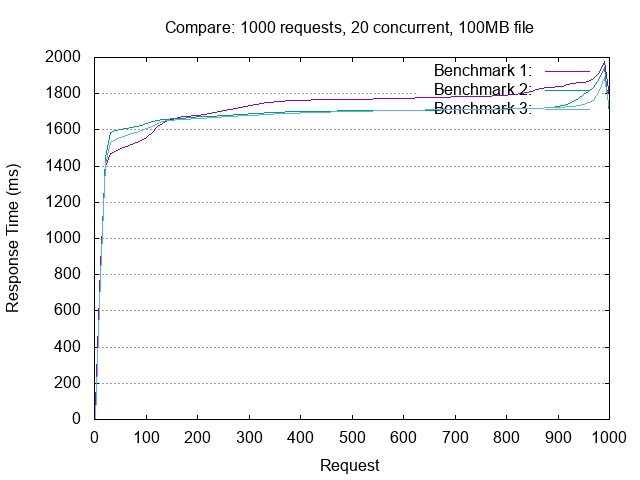 Compare: 1000 requests, 20 concurrent, 100MB file
Response Time (ms)
2000
1800
1600
1400
1200
1000
800
600
400
200
0
Benchmark 1:
Benchmark 2:
Benchmark 3:
0 100 200 300 400 500 600 700 800 900 1000
Request